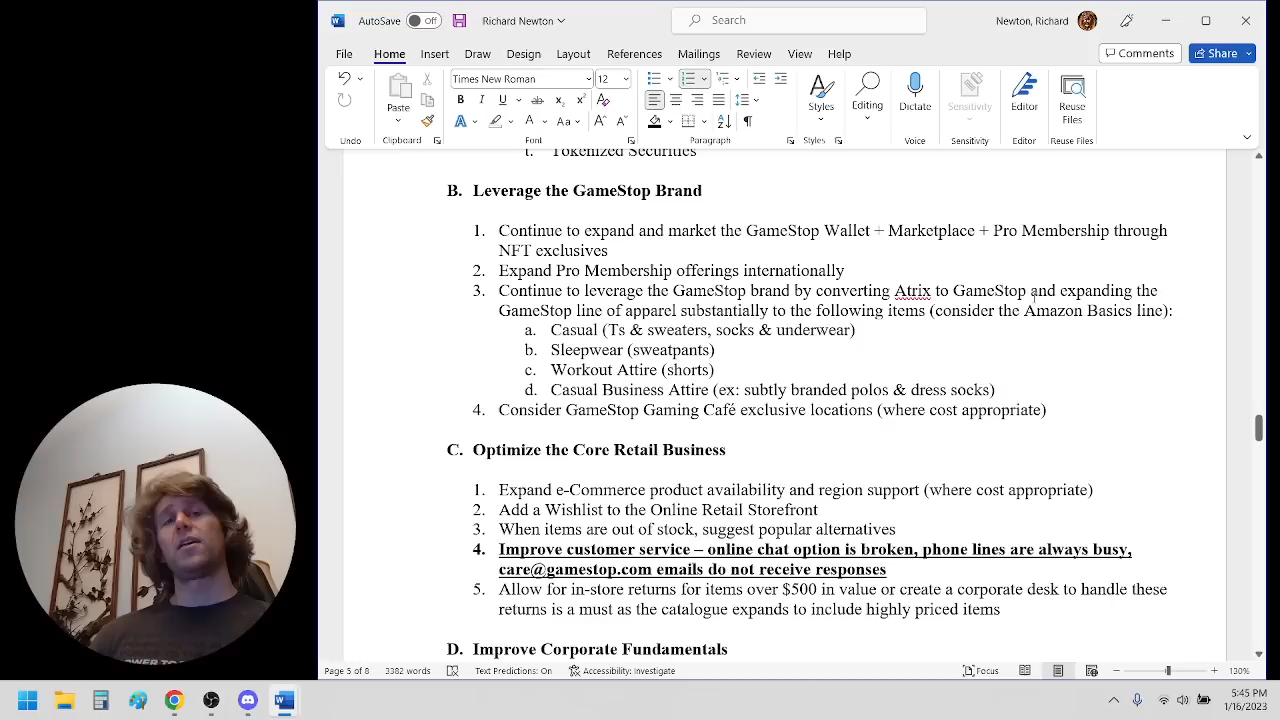 AutoSave Off Richard Newton Search Newton, Richard
File Home Insert Draw Design Layout References Mailings Review View Help Comments Share
Times New Roman 12
Paste Styles Editing Dictate Sensitivity Editor Reuse Files
Undo Clipboard Font Paragraph Styles Voice Sensitivity Editor Reuse Files
t. Tokenized Securities
B. Leverage the GameStop Brand
1. Continue to expand and market the GameStop Wallet + Marketplace + Pro Membership through
NFT exclusives
2. Expand Pro Membership offerings internationally
3. Continue to leverage the GameStop brand by converting Atrix to GameStop and expanding the
GameStop line of apparel substantially to the following items (consider the Amazon Basics line):
a. Casual (Ts & sweaters, socks & underwear)
b. Sleepwear (sweatpants)
c. Workout Attire (shorts)
d. Casual Business Attire (ex: subtly branded polos & dress socks)
4. Consider GameStop Gaming Café exclusive locations (where cost appropriate)
C. Optimize the Core Retail Business
1. Expand e-Commerce product availability and region support (where cost appropriate)
2. Add a Wishlist to the Online Retail Storefront
3. When items are out of stock, suggest popular alternatives
4. Improve customer service – online chat option is broken, phone lines are always busy,
care@gamestop.com emails do not receive responses
5. Allow for in-store returns for items over $500 in value or create a corporate desk to handle these
returns is a must as the catalogue expands to include highly priced items
D. Improve Corporate Fundamentals
Page 5 of 8 3382 words Text Predictions: On Accessibility: Investigate Focus 130%
5:45 PM
1/16/2023